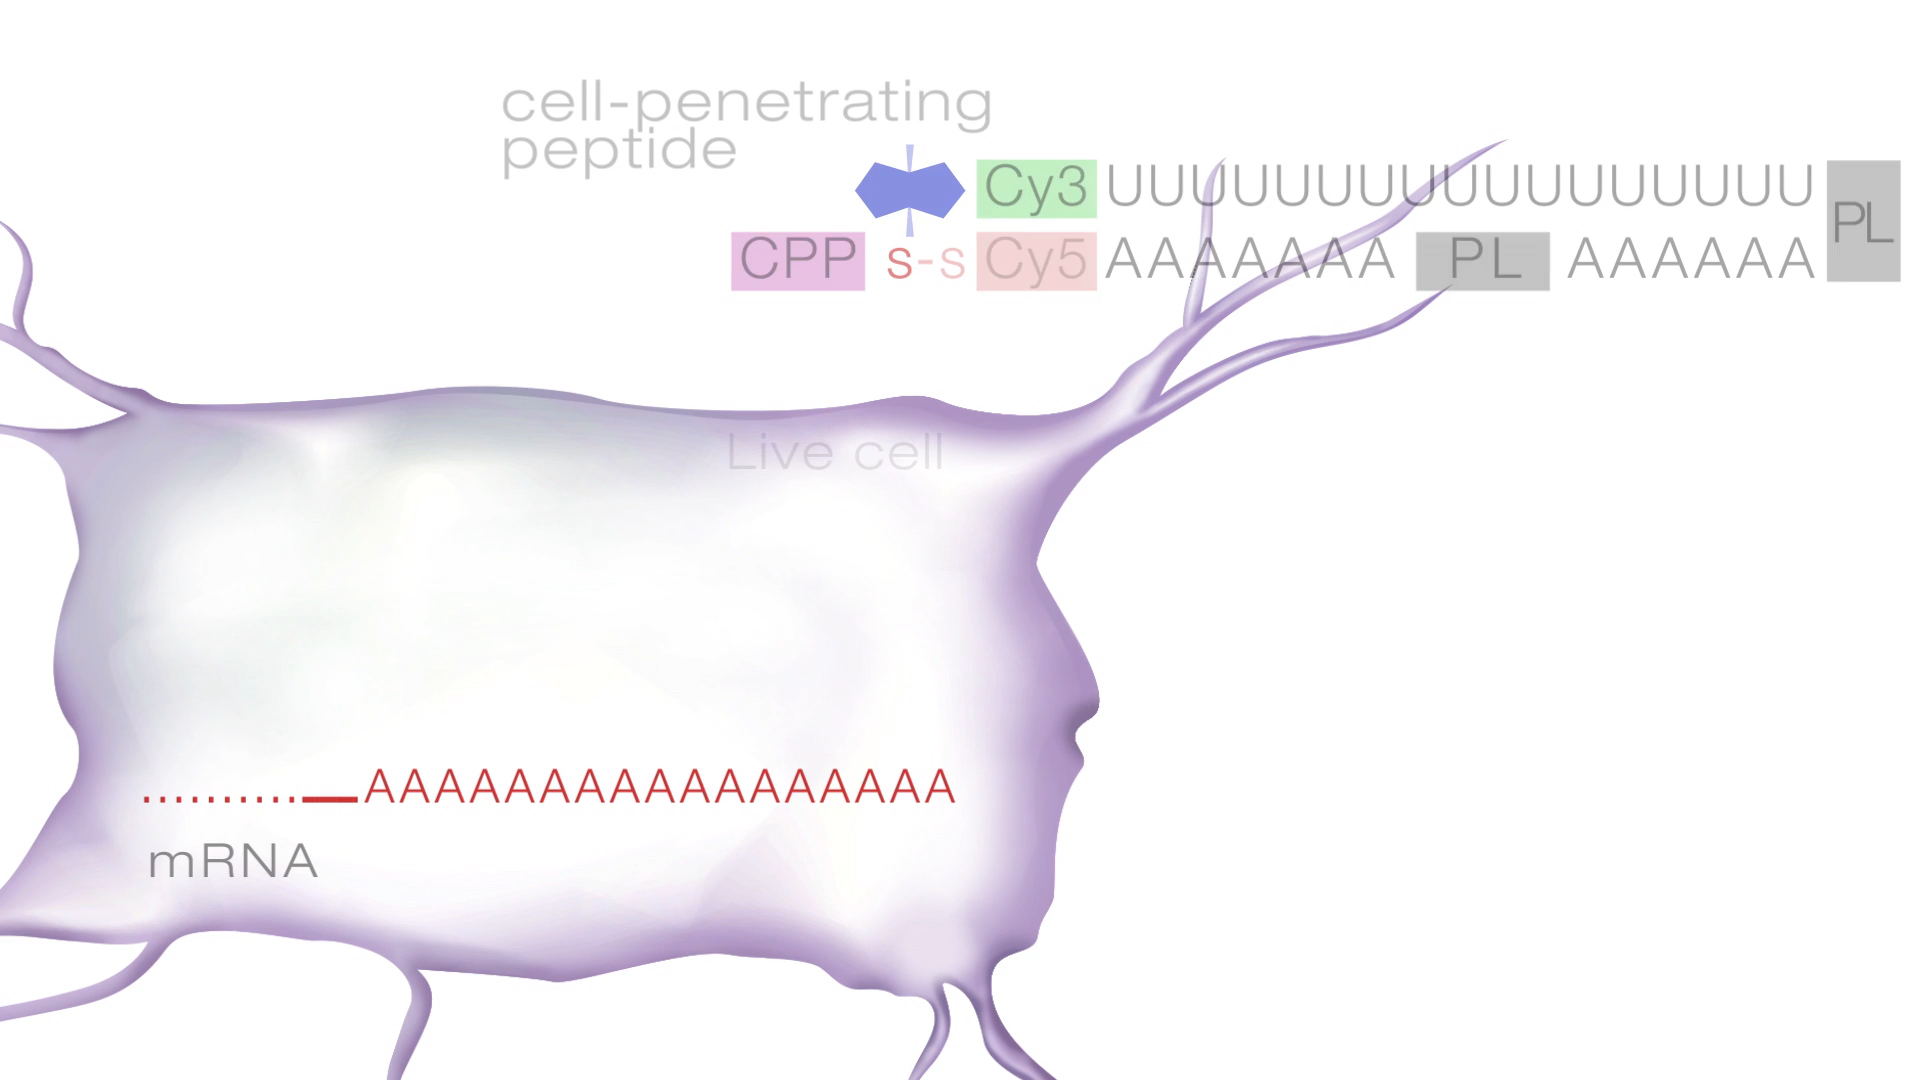 cell-penetrating
peptide
Cy3 UUUUUUUUUUUUUUUUU PL
CPP s-s Cy5 AAAAAAA PL AAAAAA
Live cell
AAAAAAAAAAAAAAAAA
mRNA